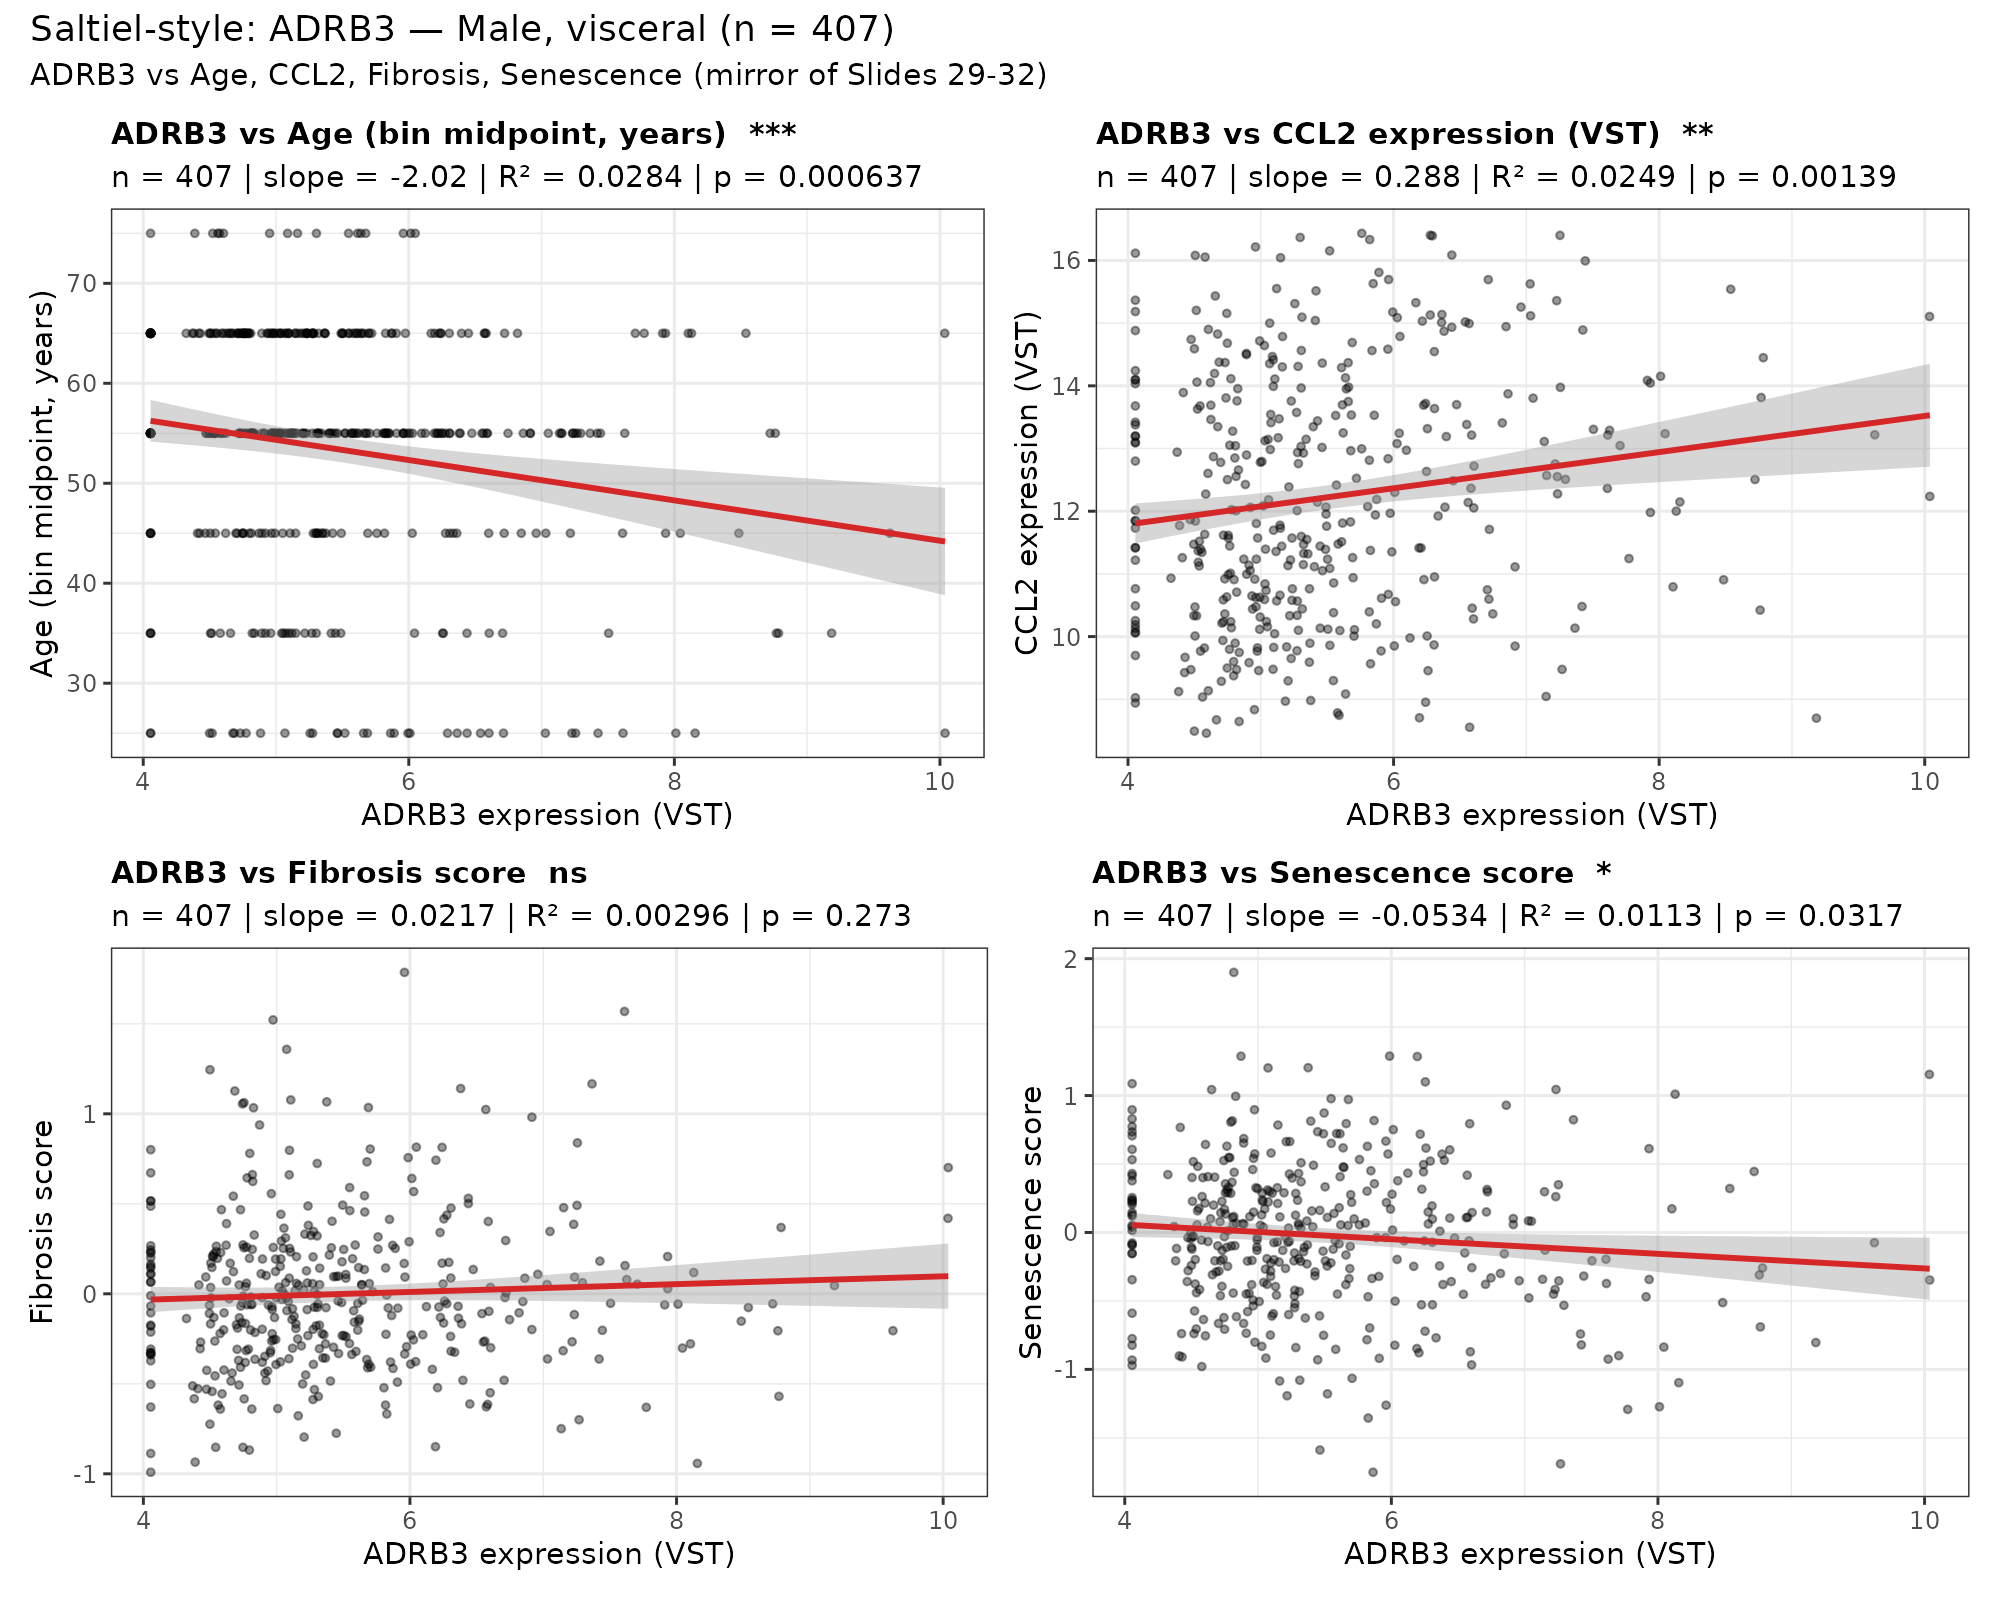 Saltiel-style: ADRB3 — Male, visceral (n = 407)
ADRB3 vs Age, CCL2, Fibrosis, Senescence (mirror of Slides 29-32)
ADRB3 vs Age (bin midpoint, years)  ***
n = 407 | slope = -2.02 | R² = 0.0284 | p = 0.000637
Age (bin midpoint, years)
70
60
50
40
30
4
6
8
10
ADRB3 expression (VST)
ADRB3 vs CCL2 expression (VST)  **
n = 407 | slope = 0.288 | R² = 0.0249 | p = 0.00139
CCL2 expression (VST)
16
14
12
10
4
6
8
10
ADRB3 expression (VST)
ADRB3 vs Fibrosis score  ns
n = 407 | slope = 0.0217 | R² = 0.00296 | p = 0.273
Fibrosis score
1
0
-1
4
6
8
10
ADRB3 expression (VST)
ADRB3 vs Senescence score  *
n = 407 | slope = -0.0534 | R² = 0.0113 | p = 0.0317
Senescence score
2
1
0
-1
4
6
8
10
ADRB3 expression (VST)